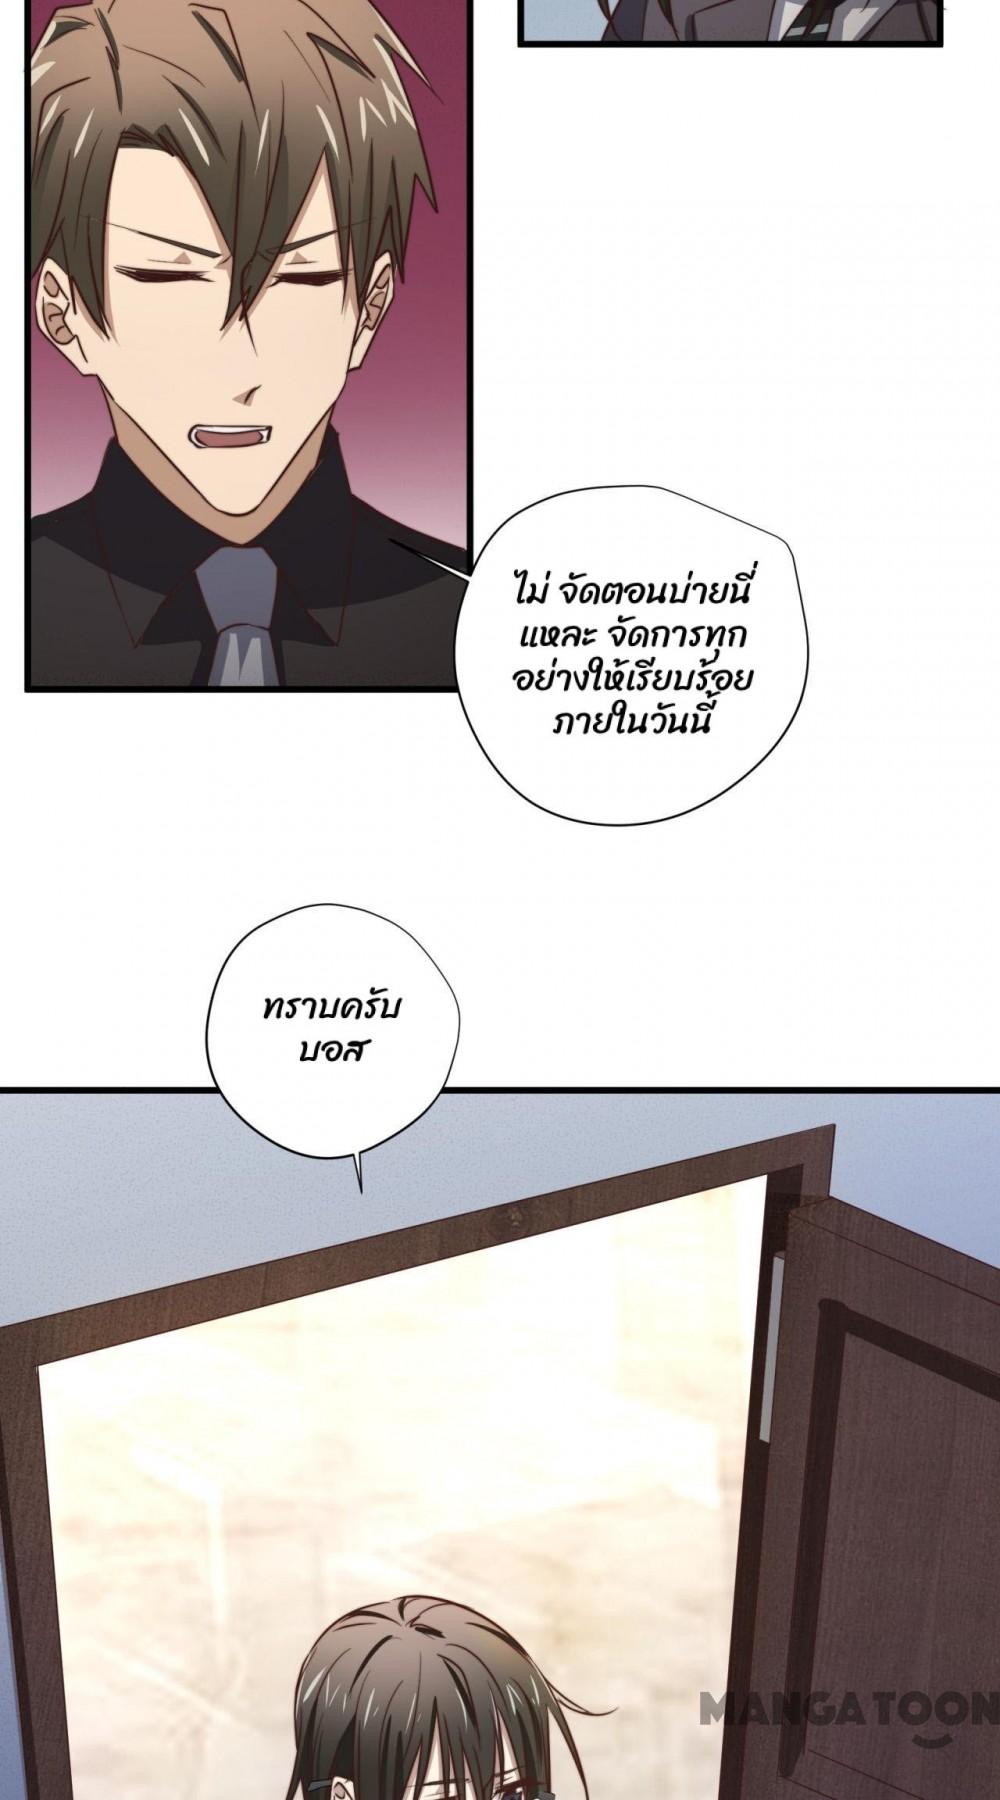 ไม่ จัดตอนบ่ายนี่
แหละ จัดการทุก
อย่างให้เรียบร้อย
ภายในวันนี้
ทราบครับ
บอส
MANGATOON